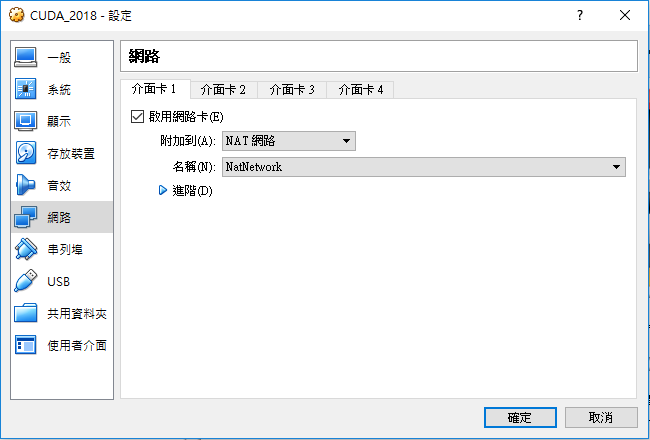 CUDA_2018 - 設定
?
一般
系統
顯示
存放裝置
音效
網路
串列埠
USB
共用資料夾
使用者介面
網路
介面卡 1 介面卡 2 介面卡 3 介面卡 4
啟用網路卡(E)
附加到(A): NAT 網路
名稱(N): NatNetwork
進階(D)
確定 取消